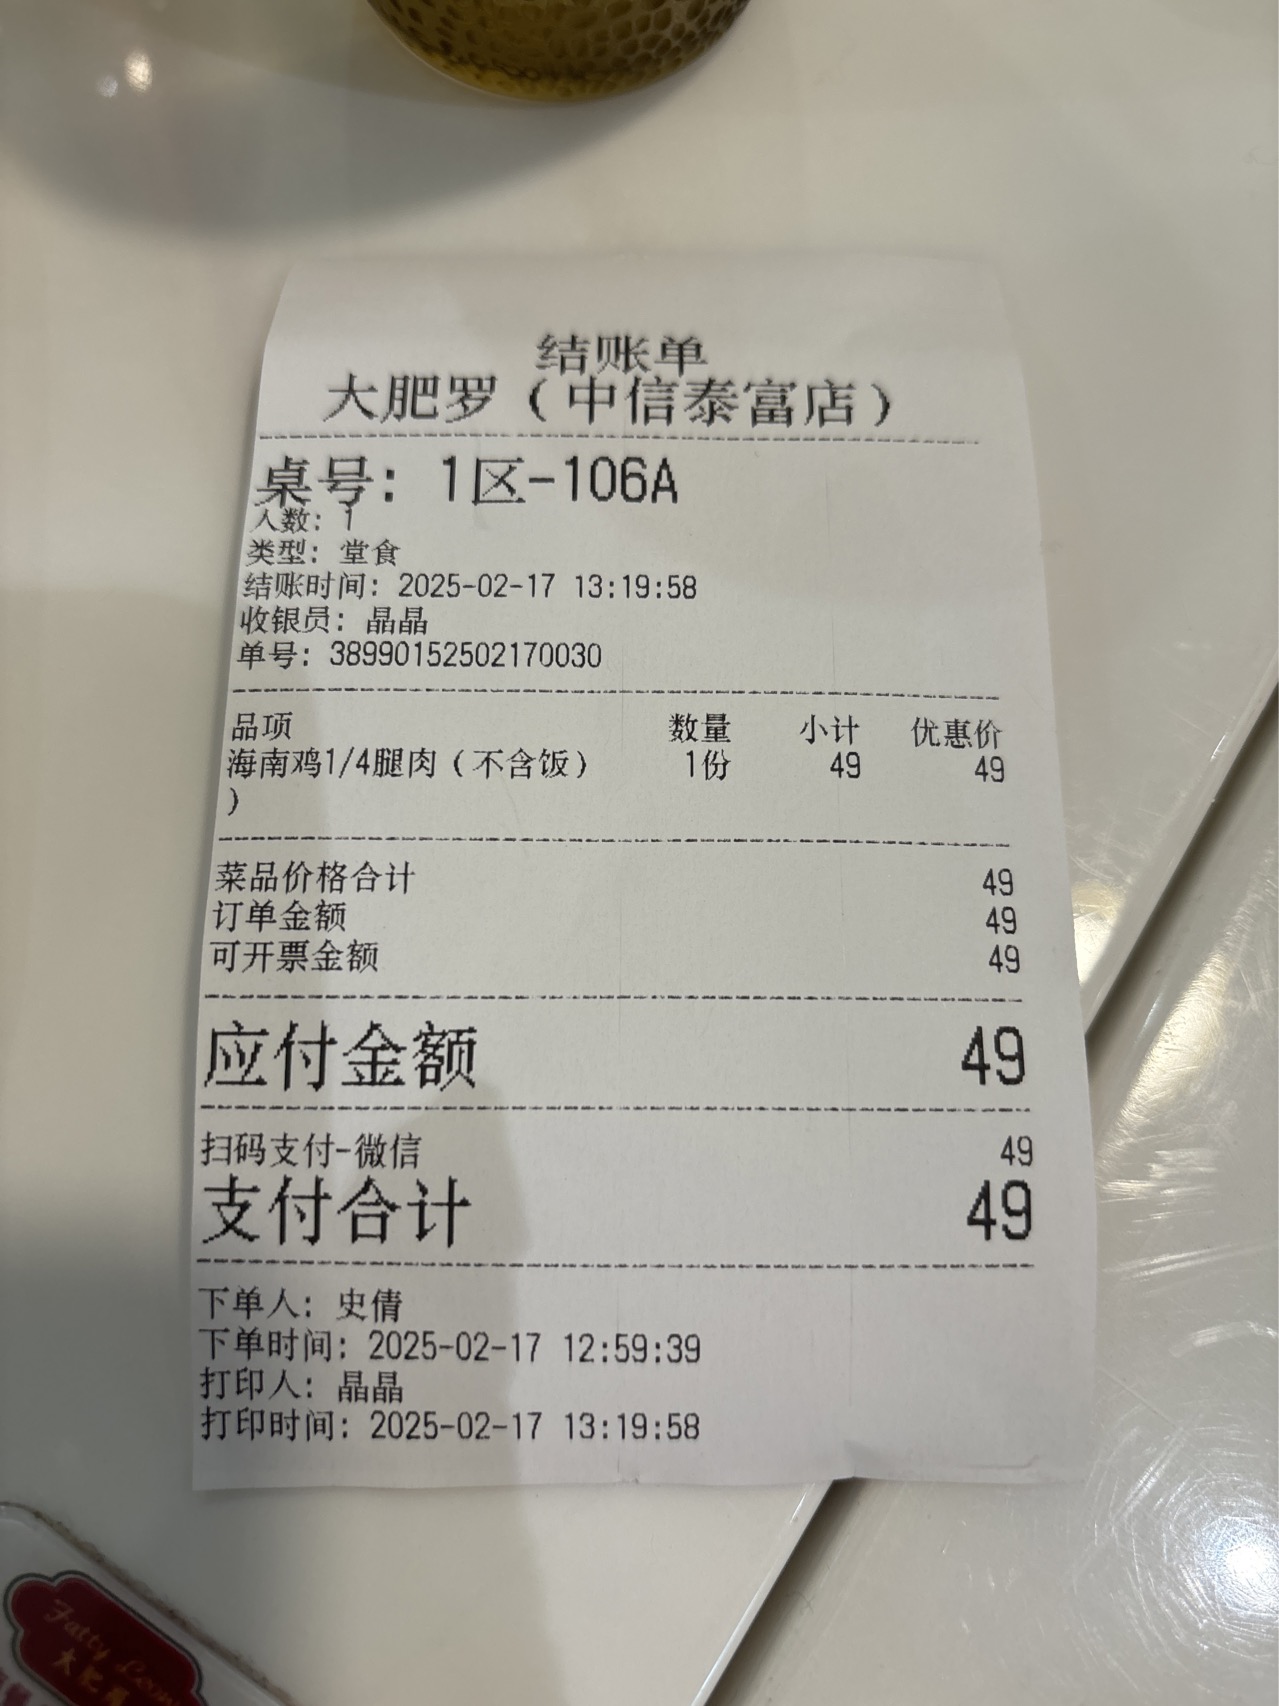 结账单
大肥罗（中信泰富店）
桌号：1区-106A
人数：1
类型：堂食
结账时间：2025-02-17 13:19:58
收银员：晶晶
单号：38990152502170030
品项 数量 小计 优惠价
海南鸡1/4腿肉（不含饭） 1份 49 49
）
菜品价格合计 49
订单金额 49
可开票金额 49
应付金额 49
扫码支付-微信 49
支付合计 49
下单人：史倩
下单时间：2025-02-17 12:59:39
打印人：晶晶
打印时间：2025-02-17 13:19:58
Fatty
大肥